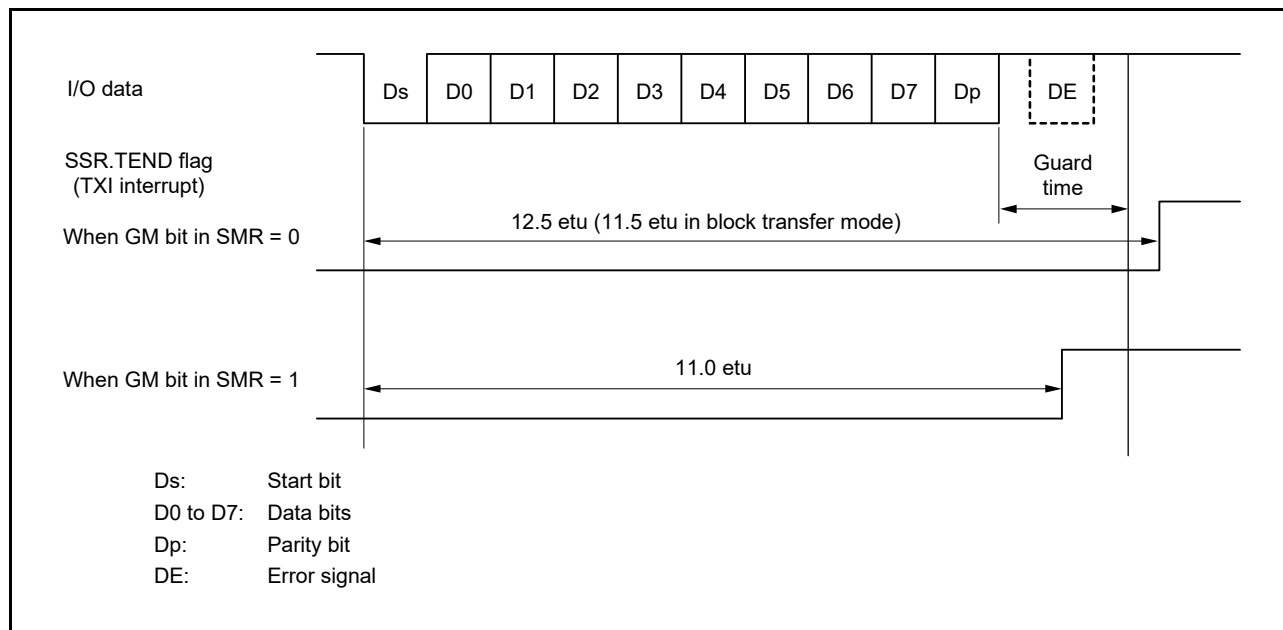 I/O data
Ds D0 D1 D2 D3 D4 D5 D6 D7 Dp DE
SSR.TEND flag
(TXI interrupt)
Guard
time
When GM bit in SMR = 0
12.5 etu (11.5 etu in block transfer mode)
When GM bit in SMR = 1
11.0 etu
Ds: Start bit
D0 to D7: Data bits
Dp: Parity bit
DE: Error signal